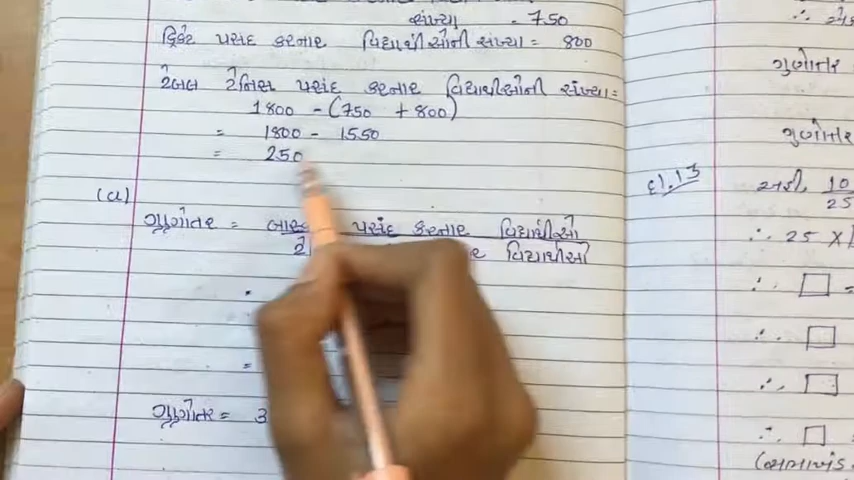 સંખ્યા = 750
ક્રિકેટ પસંદ કરનાર વિદ્યાર્થીઓની સંખ્યા = 800
ટેબલ ટેનિસ પસંદ કરનાર વિદ્યાર્થીઓની સંખ્યા =
1800 - (750 + 800)
= 1800 - 1550
= 250
(a)
ગુણોત્તર = પસંદ કરનાર વિદ્યાર્થીઓ
વિદ્યાર્થીઓ
=
ગુણોત્તર = 3
ગુણોત્તર
ગુણોત્તર
દા.13
અહીં 10
25
∴ 25 X
∴ □ =
∴ □
∴ □
∴ □